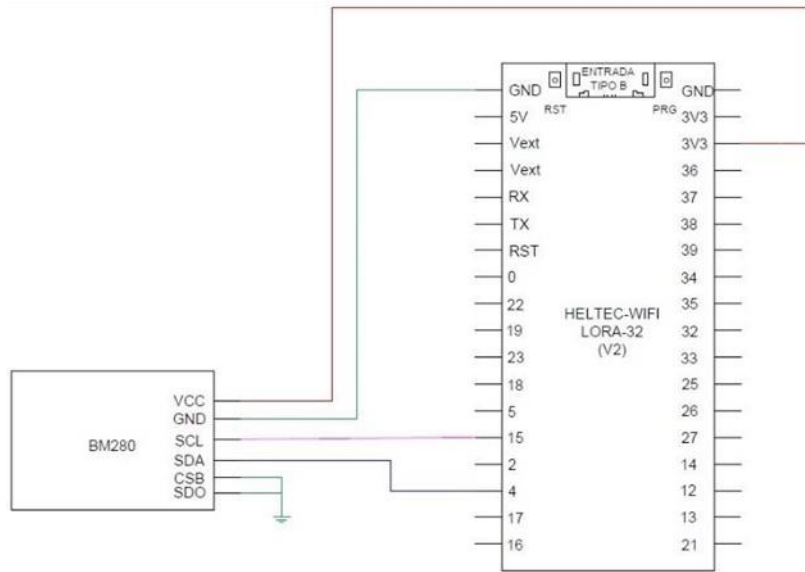 ENTRADA
TIPO B
RST
PRG
GND
5V
Vext
Vext
RX
TX
RST
0
22
19
23
18
5
15
2
4
17
16
HELTEC-WIFI
LORA-32
(V2)
GND
3V3
3V3
36
37
38
39
34
35
32
33
25
26
27
14
12
13
21
BM280
VCC
GND
SCL
SDA
CSB
SDO